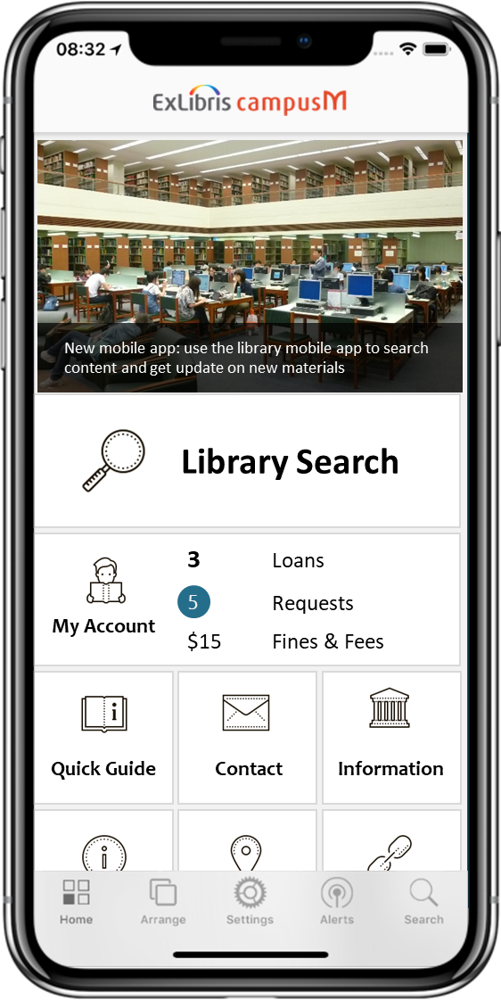 08:32
ExLibris campusM
New mobile app: use the library mobile app to search
content and get update on new materials
Library Search
My Account
3 Loans
5 Requests
$15 Fines & Fees
Quick Guide Contact Information
Home Arrange Settings Alerts Search